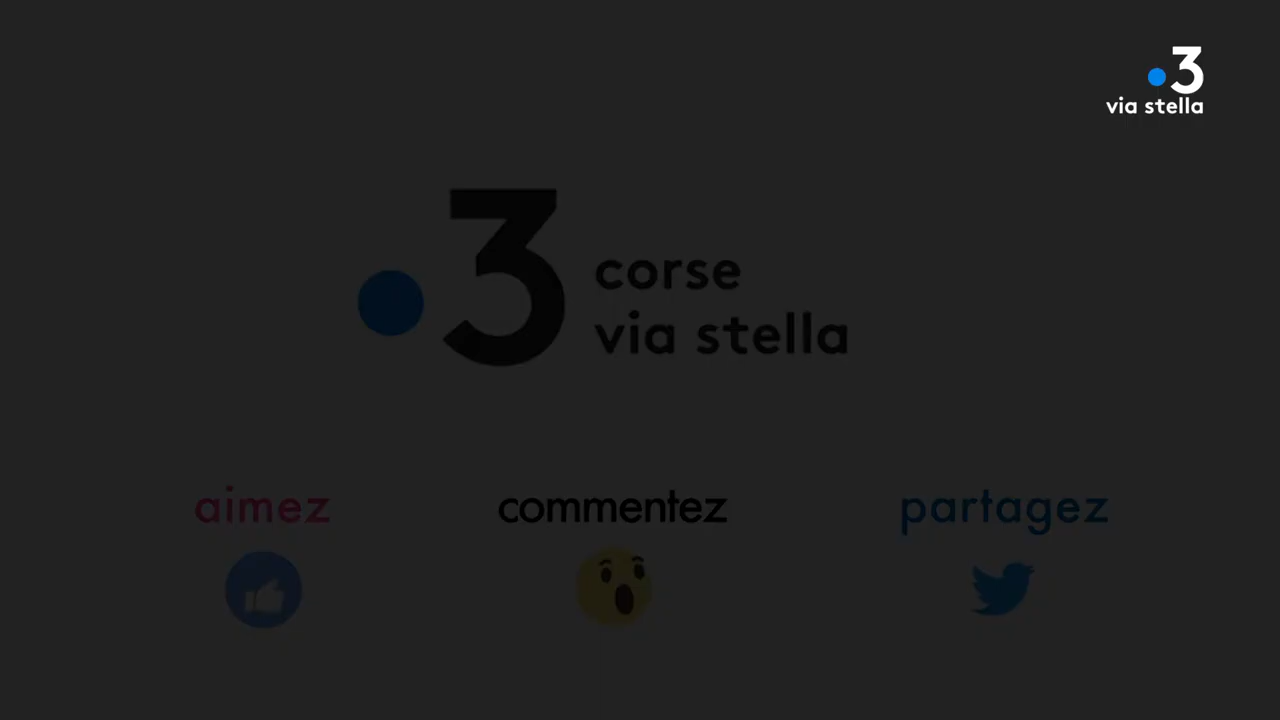 3
via stella
3
corse
via stella
aimez
commentez
partagez